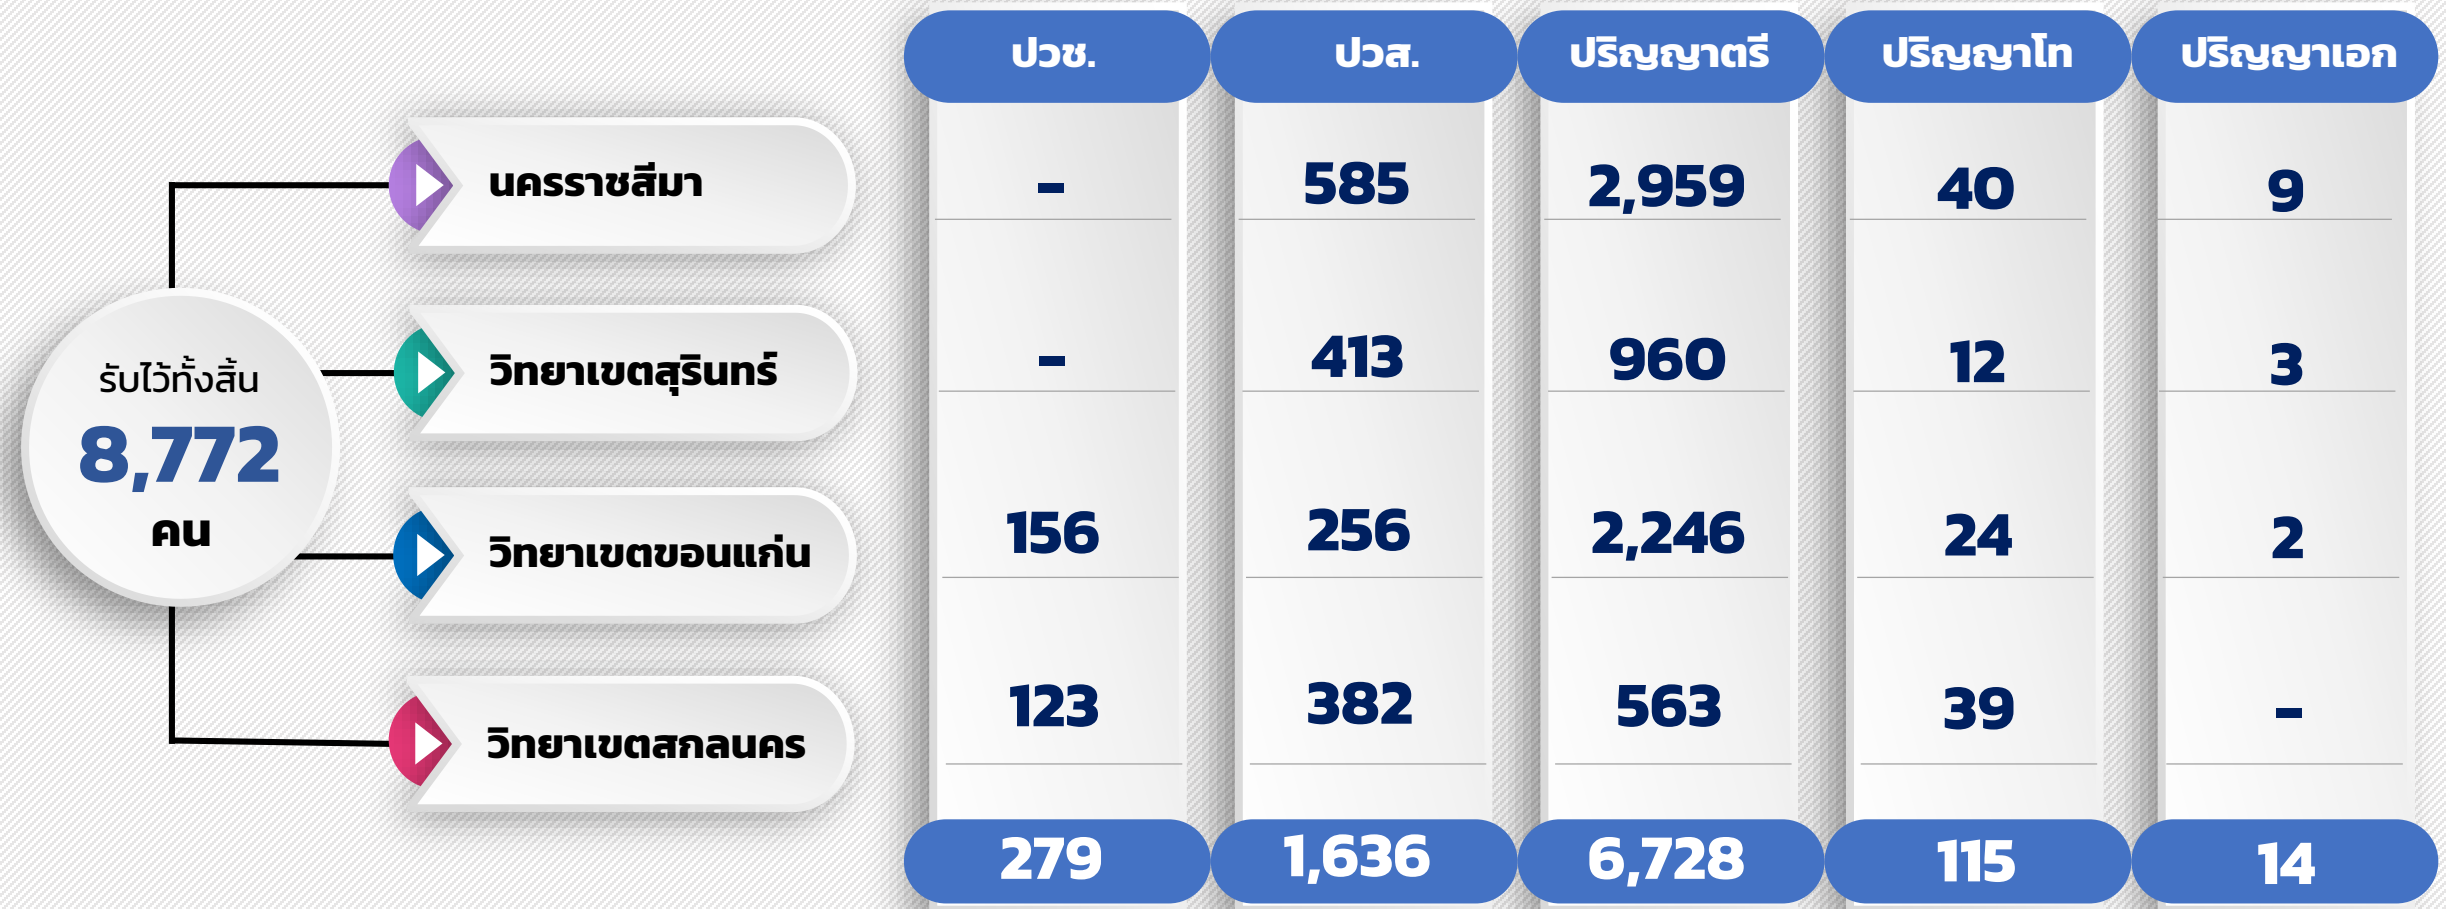 ปวช. ปวส. ปริญญาตรี ปริญญาโท ปริญญาเอก
นครราชสีมา - 585 2,959 40 9
วิทยาเขตสุรินทร์ - 413 960 12 3
รับไว้ทั้งสิ้น
8,772
คน
วิทยาเขตขอนแก่น 156 256 2,246 24 2
วิทยาเขตสกลนคร 123 382 563 39 -
279 1,636 6,728 115 14